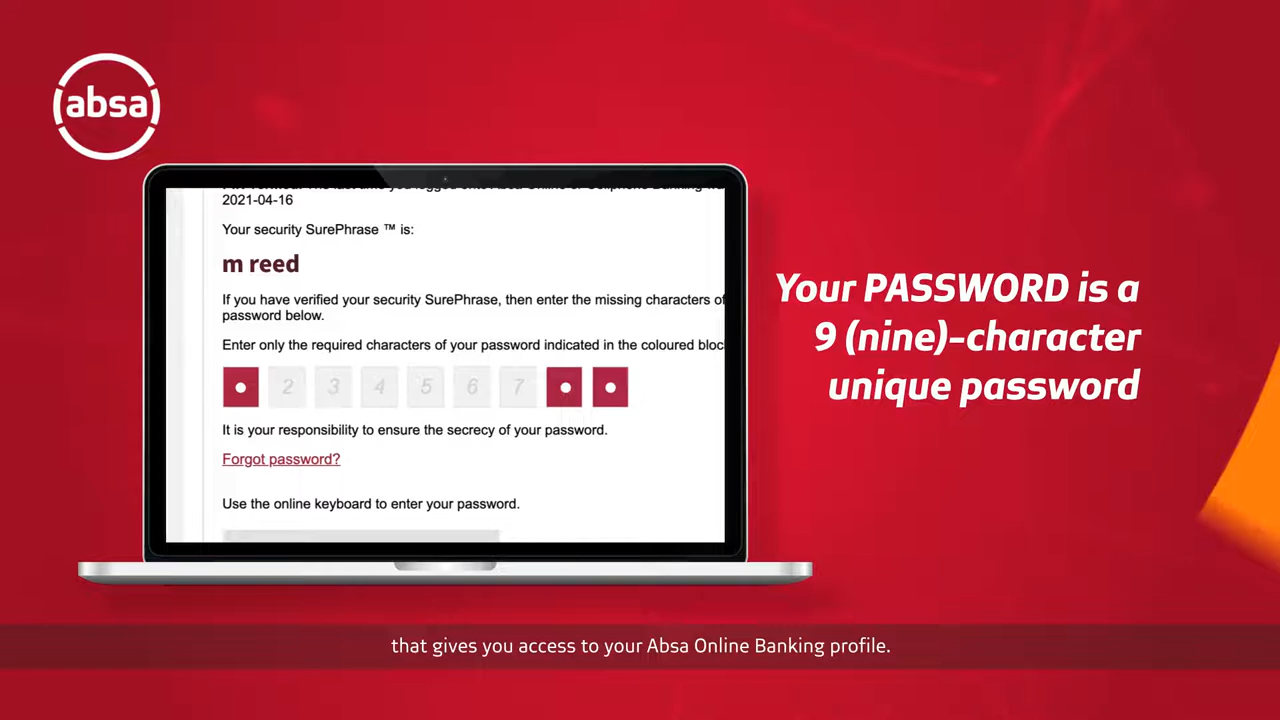 absa
2021-04-16
Your security SurePhrase ™ is:
m reed
If you have verified your security SurePhrase, then enter the missing characters of
password below.
Enter only the required characters of your password indicated in the coloured bloc
2 3 4 5 6 7
It is your responsibility to ensure the secrecy of your password.
Forgot password?
Use the online keyboard to enter your password.
Your PASSWORD is a
9 (nine)-character
unique password
that gives you access to your Absa Online Banking profile.